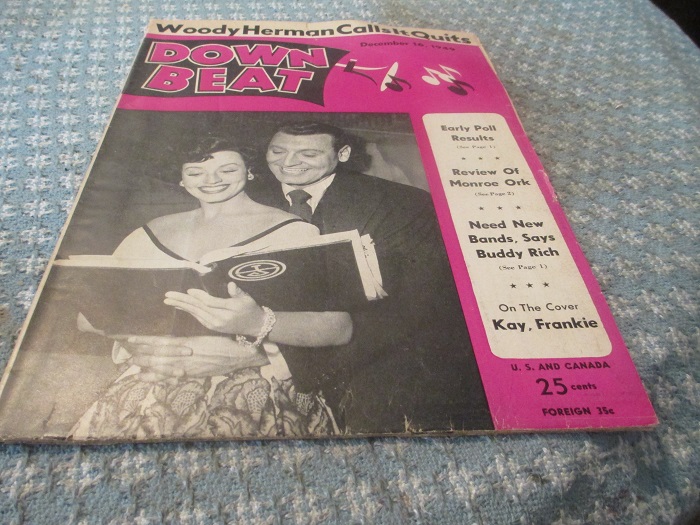 Woody Herman Calls It Quits
DOWN
BEAT
December 16, 1949
Early Poll
Results
(See Page 1)
* * *
Review Of
Monroe Ork
(See Page 2)
* * *
Need New
Bands, Says
Buddy Rich
(See Page 1)
* * *
On The Cover
Kay, Frankie
U. S. AND CANADA
25 cents
FOREIGN 35c